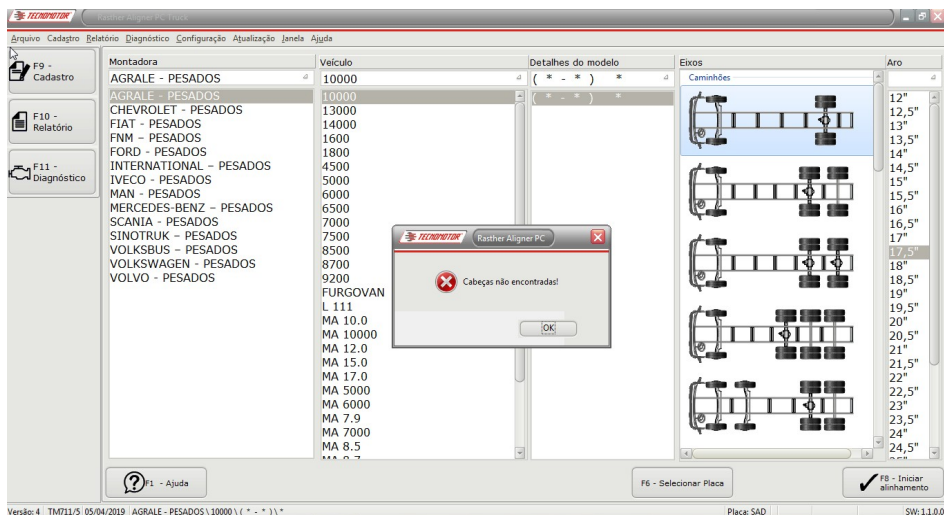 TECNOMOTOR
Rasther Aligner PC Truck
Arquivo Cadastro Relatório Diagnóstico Configuração Atualização Janela Ajuda
F9 -
Cadastro
F10 -
Relatório
F11 -
Diagnóstico
Montadora
AGRALE - PESADOS
AGRALE - PESADOS
CHEVROLET - PESADOS
FIAT - PESADOS
FNM – PESADOS
FORD - PESADOS
INTERNATIONAL – PESADOS
IVECO - PESADOS
MAN - PESADOS
MERCEDES-BENZ – PESADOS
SCANIA - PESADOS
SINOTRUK – PESADOS
VOLKSBUS – PESADOS
VOLKSWAGEN - PESADOS
VOLVO - PESADOS
Veículo
10000
10000
13000
14000
1600
1800
4500
5000
6000
6500
7000
7500
8500
8700
9200
FURGOVAN
L 111
MA 10.0
MA 10000
MA 12.0
MA 15.0
MA 17.0
MA 5000
MA 6000
MA 7.9
MA 7000
MA 8.5
Detalhes do modelo
( * - * ) *
( * - * ) *
Eixos
Caminhões
Aro
12"
12,5"
13"
13,5"
14"
14,5"
15"
15,5"
16"
16,5"
17"
17,5"
18"
18,5"
19"
19,5"
20"
20,5"
21"
21,5"
22"
22,5"
23"
23,5"
24"
24,5"
TECNOMOTOR
Rasther Aligner PC
Cabeças não encontradas!
OK
F1 - Ajuda
F6 - Selecionar Placa
F8 - Iniciar
alinhamento
Versão: 4 TM711/5 05/04/2019 AGRALE - PESADOS \ 10000 \ ( * - * ) \ *
Placa: SAD
SW: 1.1.0.0